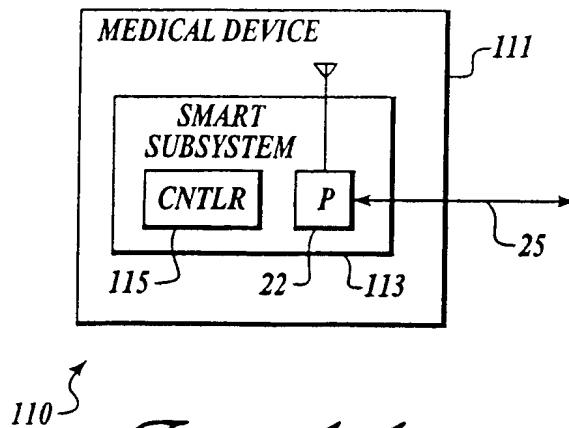 MEDICAL DEVICE
111
SMART
SUBSYSTEM
CNTLR
P
115
22
113
25
110